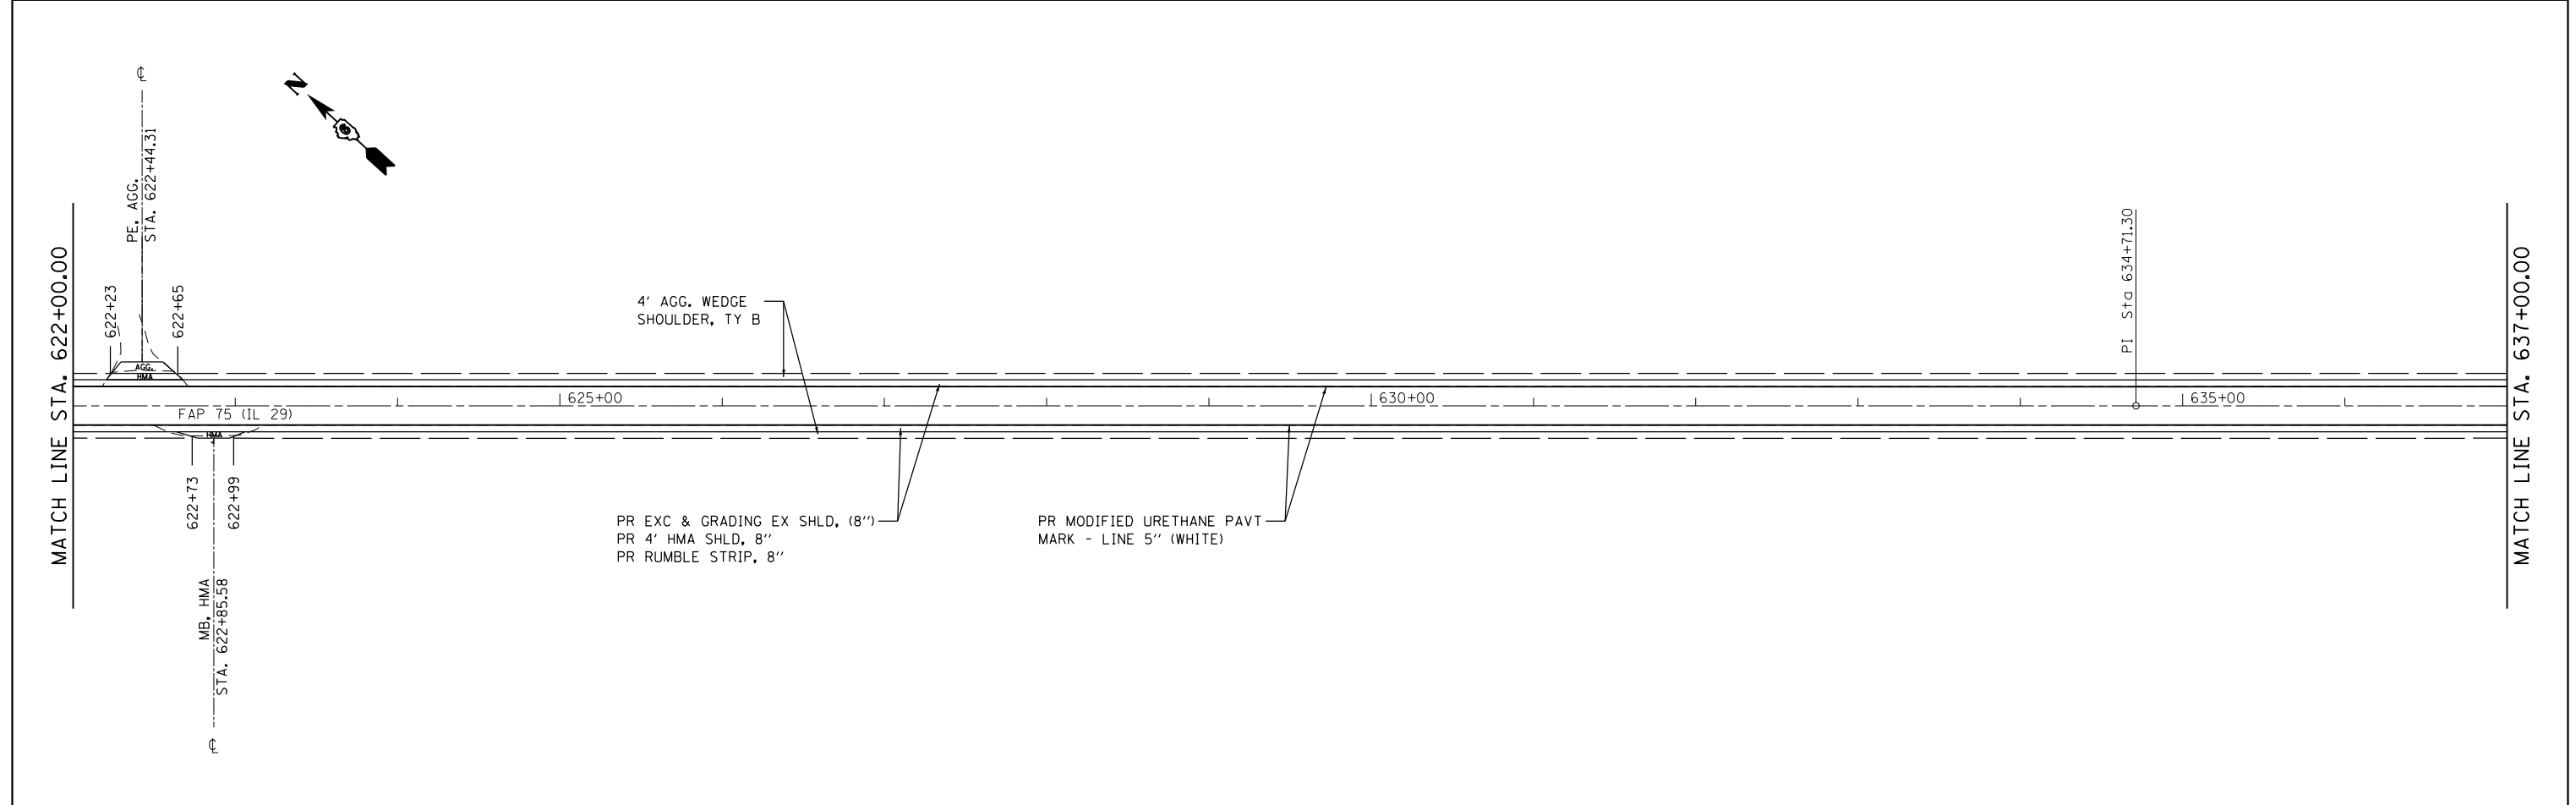 ℄
N
6
PE, AGG.
STA. 622+44.31
MATCH LINE STA. 622+00.00
622+23
622+65
AGG.
HMA
4' AGG. WEDGE
SHOULDER, TY B
PI Sta 634+71.30
MATCH LINE STA. 637+00.00
625+00
630+00
635+00
FAP 75 (IL 29)
HMA
622+73
622+99
PR EXC & GRADING EX SHLD, (8'')
PR 4' HMA SHLD, 8''
PR RUMBLE STRIP, 8''
PR MODIFIED URETHANE PAVT
MARK - LINE 5'' (WHITE)
MB, HMA
STA. 622+85.58
℄